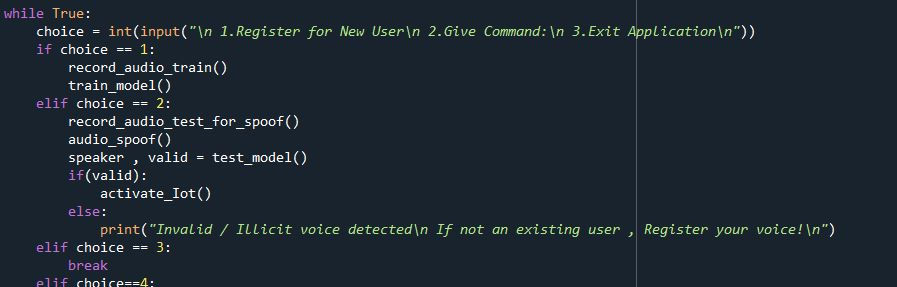 while True:
    choice = int(input("\n 1.Register for New User\n 2.Give Command:\n 3.Exit Application\n"))
    if choice == 1:
        record_audio_train()
        train_model()
    elif choice == 2:
        record_audio_test_for_spoof()
        audio_spoof()
        speaker , valid = test_model()
        if(valid):
            activate_Iot()
        else:
            print("Invalid / Illicit voice detected\n If not an existing user , Register your voice!\n")
    elif choice == 3:
        break
    elif choice==4: